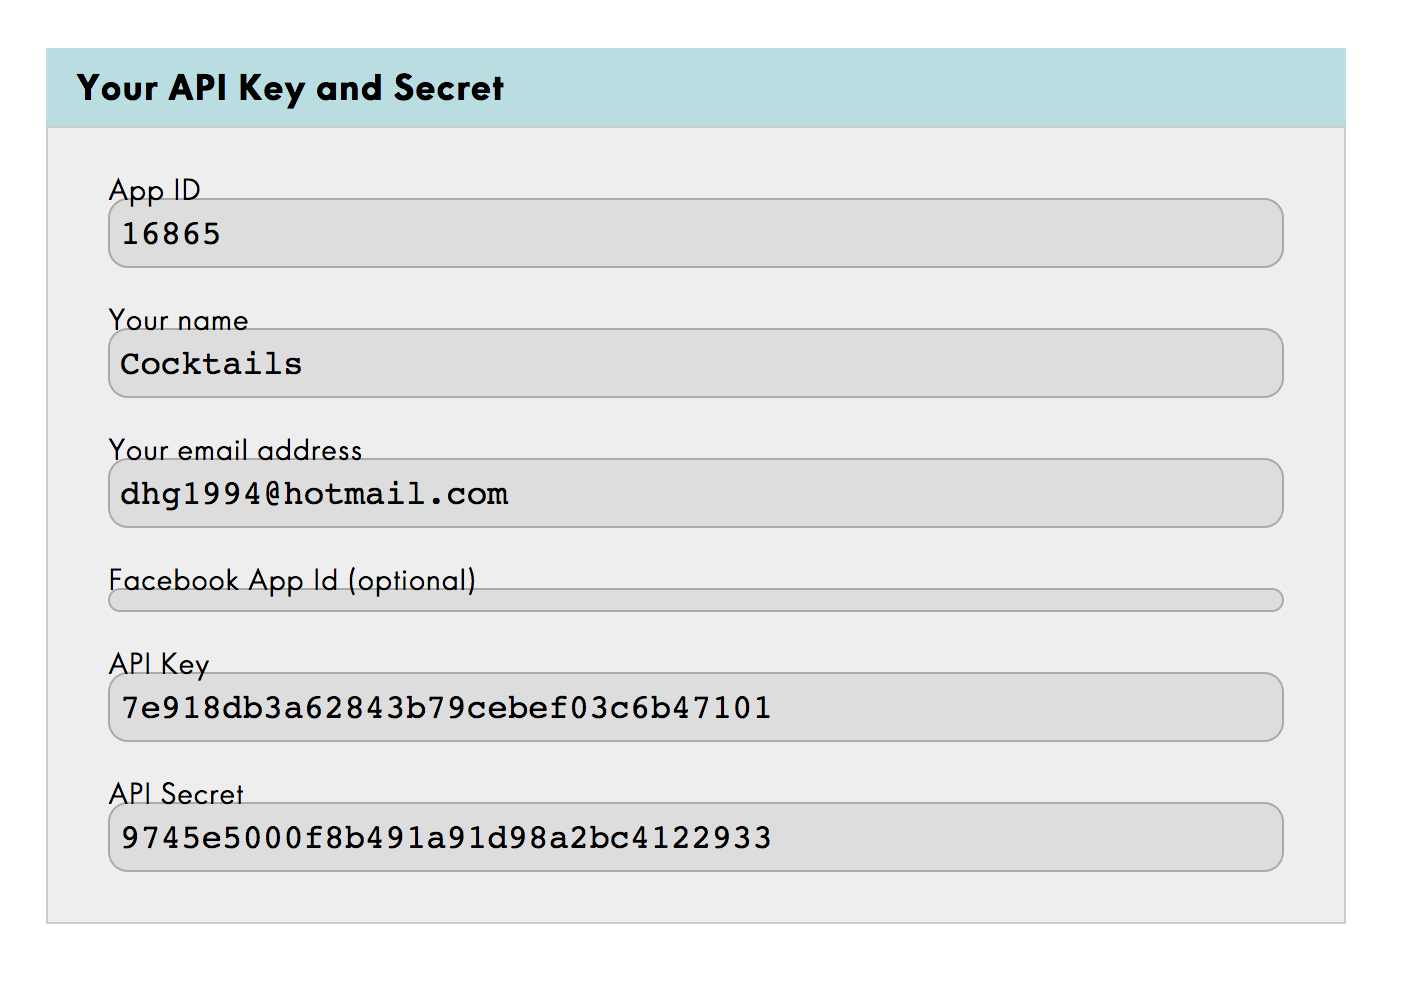 Your API Key and Secret
App ID
16865
Your name
Cocktails
Your email address
dhg1994@hotmail.com
Facebook App Id (optional)
API Key
7e918db3a62843b79cebef03c6b47101
API Secret
9745e5000f8b491a91d98a2bc4122933